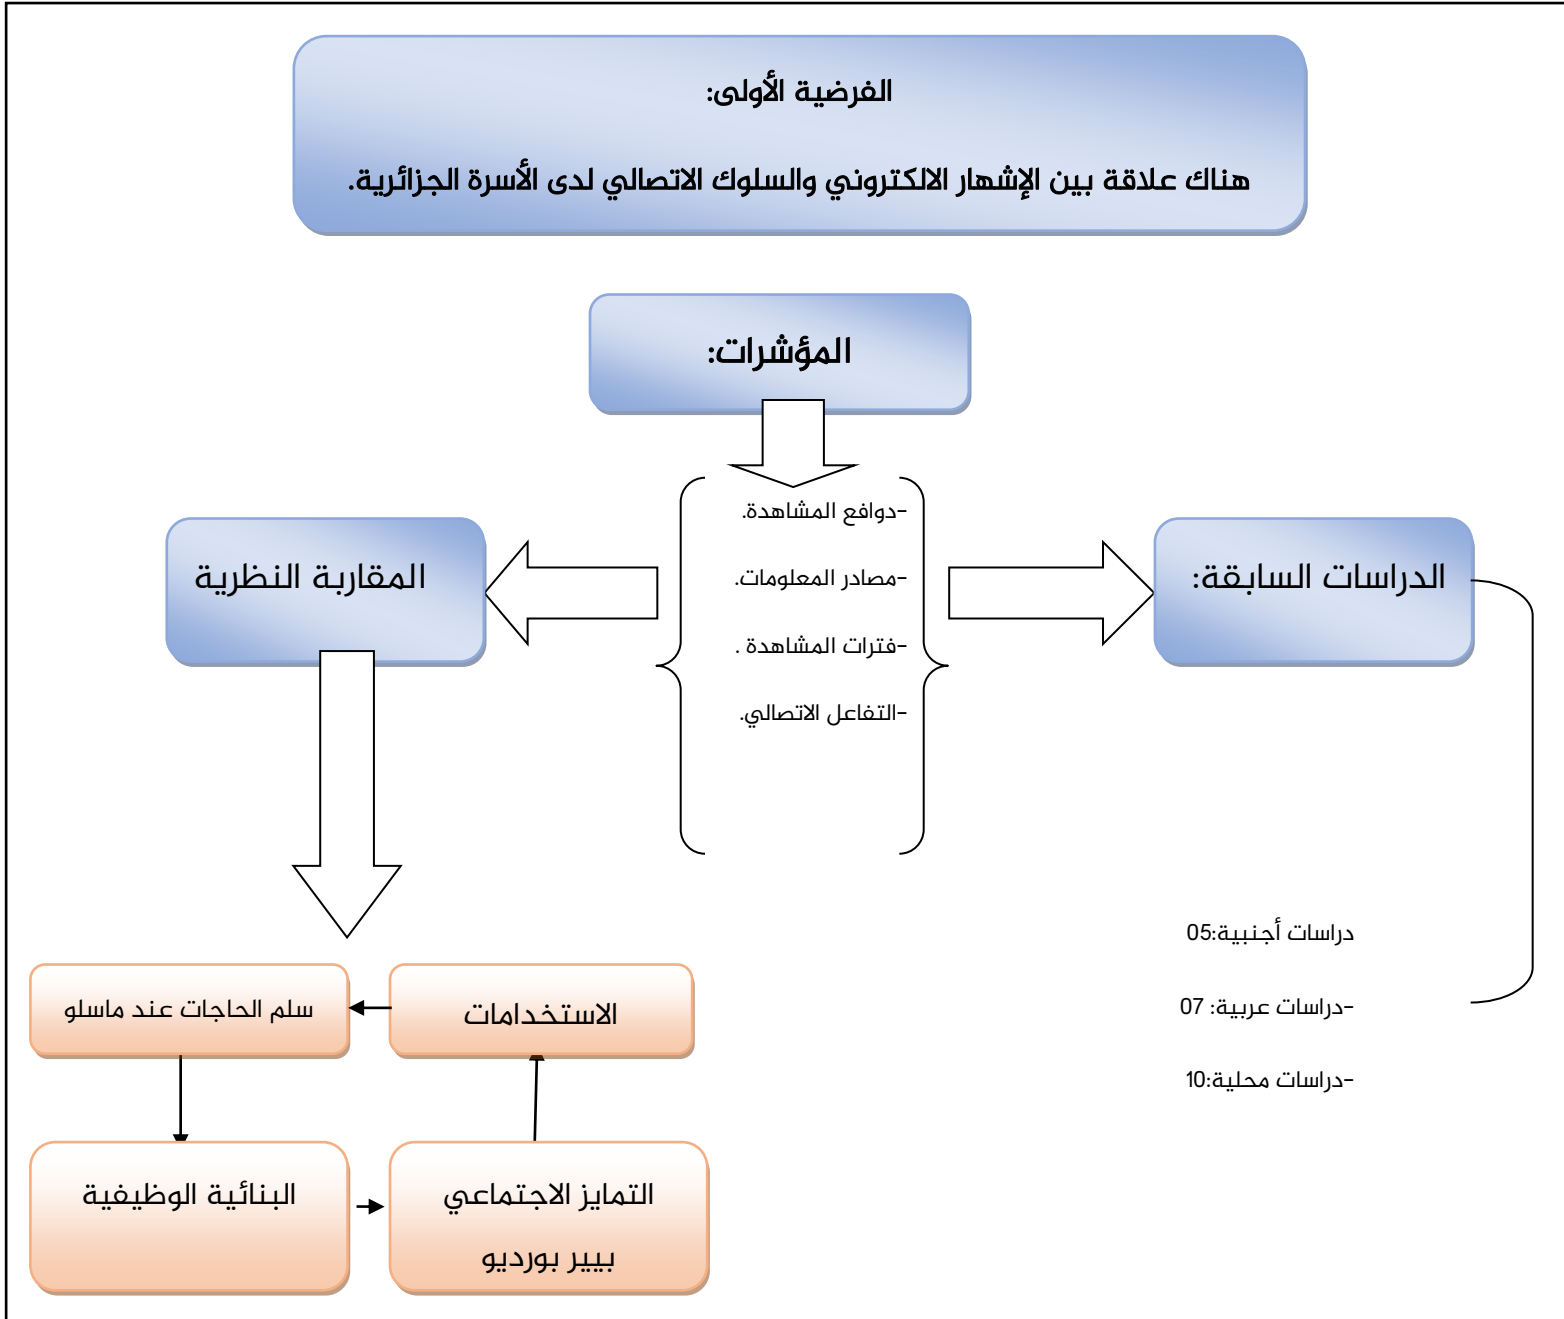 الفرضية الأولى:
هناك علاقة بين الإشهار الالكتروني والسلوك الاتصالي لدى الأسرة الجزائرية.
المؤشرات:
-دوافع المشاهدة.
-مصادر المعلومات.
-فترات المشاهدة .
-التفاعل الاتصالي.
الدراسات السابقة:
دراسات أجنبية:05
-دراسات عربية: 07
-دراسات محلية:10
المقاربة النظرية
الاستخدامات
سلم الحاجات عند ماسلو
البنائية الوظيفية
التمايز الاجتماعي
بيير بورديو